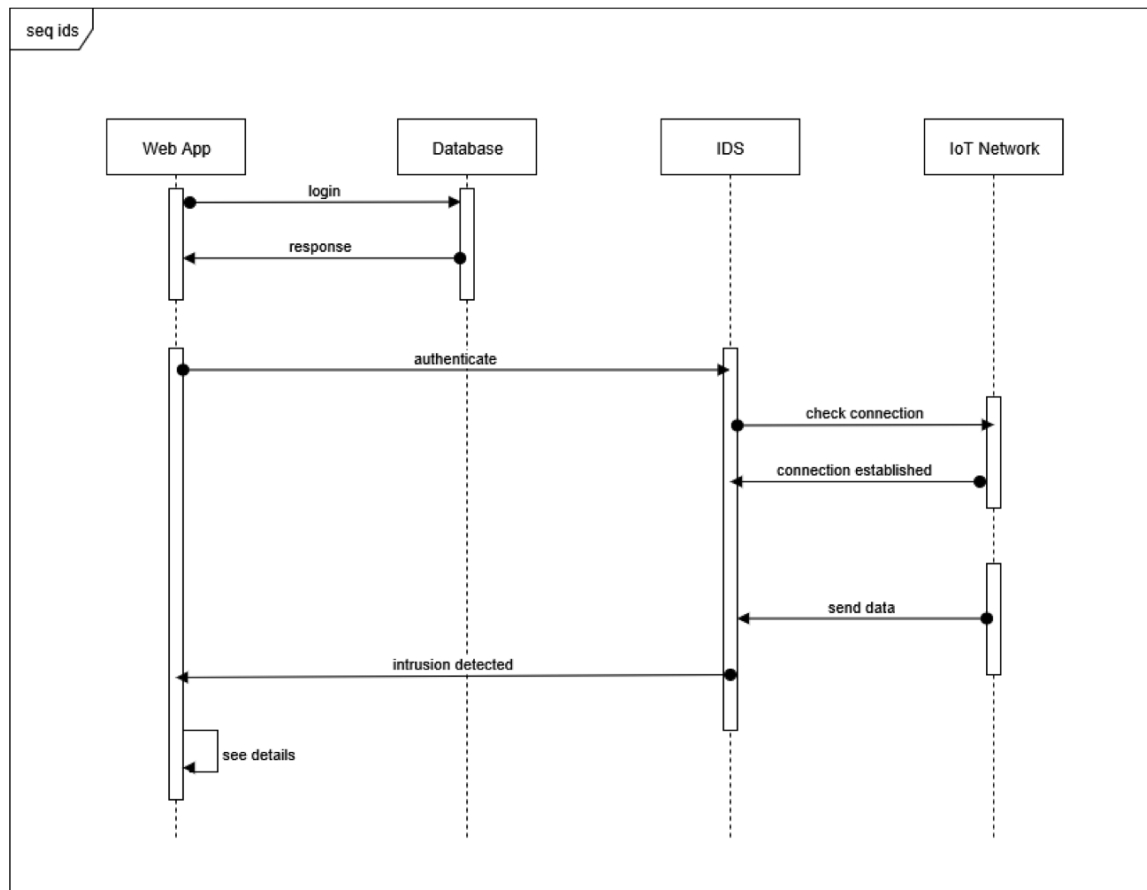 seq ids
Web App
Database
IDS
IoT Network
login
response
authenticate
check connection
connection established
send data
intrusion detected
see details